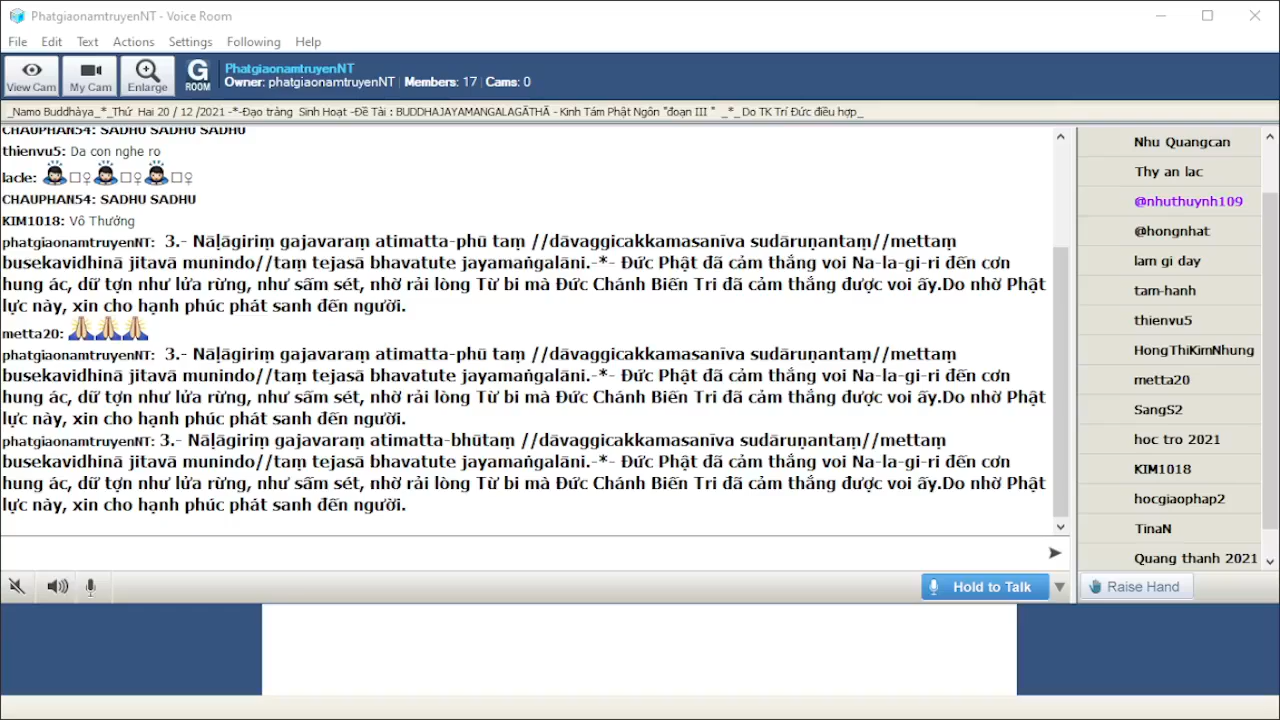 PhatgiaonamtruyenNT - Voice Room
File Edit Text Actions Settings Following Help
View Cam My Cam Enlarge G ROOM
PhatgiaonamtruyenNT
Owner: phatgiaonamtruyenNT Members: 17 Cams: 0
_Namo Buddhàya_*_Thứ Hai 20 / 12 /2021 -*-Đạo tràng Sinh Hoạt -Đề Tài : BUDDHAJAYAMANGALAGĀTHĀ - Kinh Tám Phật Ngôn "đoạn III " _*_ Do TK Trí Đức điều hợp_
CHAUPHAN54: SADHU SADHU SADHU
thienvu5: Da con nghe ro
lacle: □♀ □♀ □♀
CHAUPHAN54: SADHU SADHU
KIM1018: Vô Thưởng
phatgiaonamtruyenNT: 3.- Nāḷāgiriṃ gajavaraṃ atimatta-phū taṃ //dāvaggicakkamasanīva sudāruṇantaṃ//mettaṃ
busekavidhinā jitavā munindo//taṃ tejasā bhavatute jayamaṅgalāni.-*- Đức Phật đã cảm thắng voi Na-la-gi-ri đến cơn
hung ác, dữ tợn như lửa rừng, như sấm sét, nhờ rải lòng Từ bi mà Đức Chánh Biến Tri đã cảm thắng được voi ấy.Do nhờ Phật
lực này, xin cho hạnh phúc phát sanh đến người.
metta20:
phatgiaonamtruyenNT: 3.- Nāḷāgiriṃ gajavaraṃ atimatta-phū taṃ //dāvaggicakkamasanīva sudāruṇantaṃ//mettaṃ
busekavidhinā jitavā munindo//taṃ tejasā bhavatute jayamaṅgalāni.-*- Đức Phật đã cảm thắng voi Na-la-gi-ri đến cơn
hung ác, dữ tợn như lửa rừng, như sấm sét, nhờ rải lòng Từ bi mà Đức Chánh Biến Tri đã cảm thắng được voi ấy.Do nhờ Phật
lực này, xin cho hạnh phúc phát sanh đến người.
phatgiaonamtruyenNT: 3.- Nāḷāgiriṃ gajavaraṃ atimatta-bhūtaṃ //dāvaggicakkamasanīva sudāruṇantaṃ//mettaṃ
busekavidhinā jitavā munindo//taṃ tejasā bhavatute jayamaṅgalāni.-*- Đức Phật đã cảm thắng voi Na-la-gi-ri đến cơn
hung ác, dữ tợn như lửa rừng, như sấm sét, nhờ rải lòng Từ bi mà Đức Chánh Biến Tri đã cảm thắng được voi ấy.Do nhờ Phật
lực này, xin cho hạnh phúc phát sanh đến người.
Hold to Talk
Nhu Quangcan
Thy an lac
@nhuthuynh109
@hongnhat
lam gi day
tam-hanh
thienvu5
HongThiKimNhung
metta20
SangS2
hoc tro 2021
KIM1018
hocgiaophap2
TinaN
Quang thanh 2021
Raise Hand